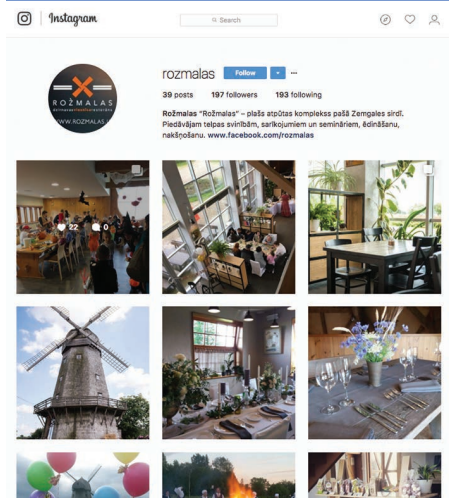 Instagram
Search
rozmalas Follow
39 posts 197 followers 193 following
Rožmalas "Rožmalas" – plašs atpūtas komplekss pašā Zemgales sirdī.
Piedāvājam telpas svinībām, sarīkojumiem un semināriem, ēdināšanu,
nakšņošanu. www.facebook.com/rozmalas
ROŽMALAS
WWW.ROZMALAS.L
22 0